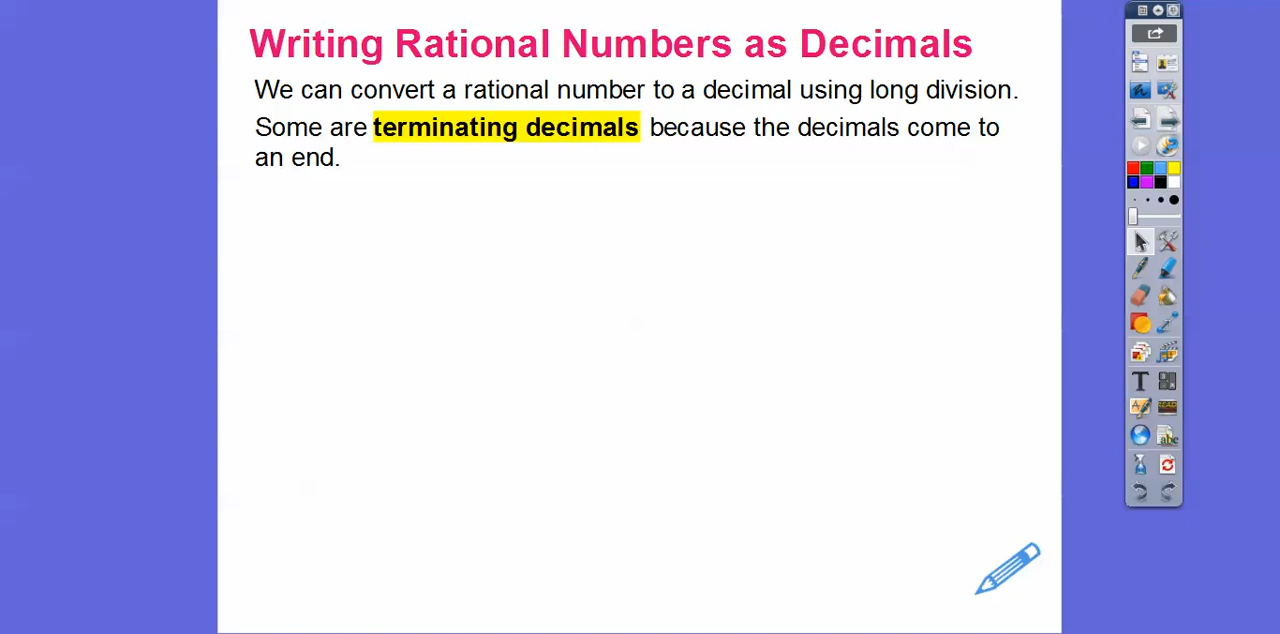 Writing Rational Numbers as Decimals
We can convert a rational number to a decimal using long division.
Some are terminating decimals because the decimals come to
an end.